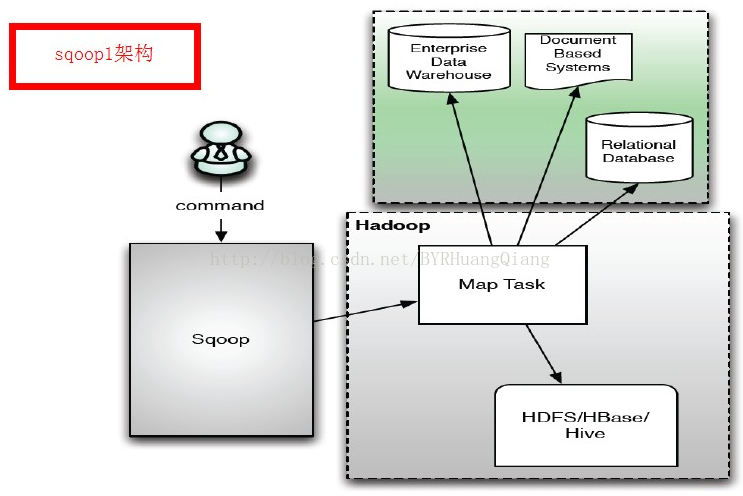 sqoop1架构
Enterprise
Data
Warehouse
Document
Based
Systems
Relational
Database
command
Hadoop
http://blog.csdn.net/BYRHuangQiang
Map Task
Sqoop
HDFS/HBase/
Hive